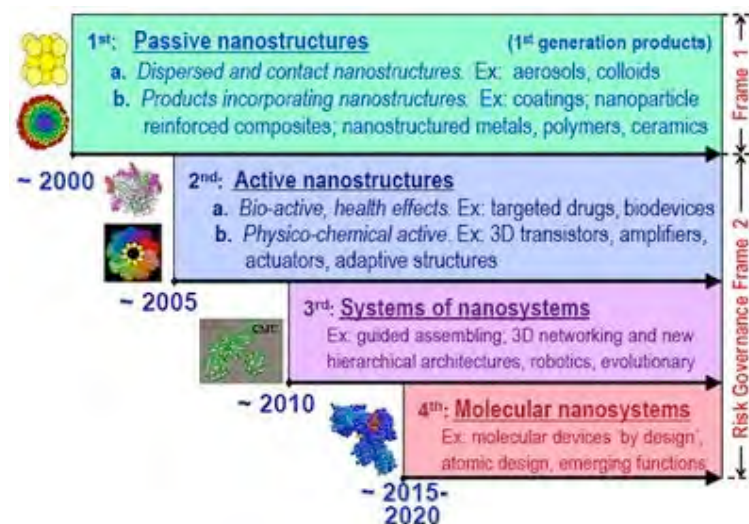 1st: Passive nanostructures (1st generation products)
a. Dispersed and contact nanostructures. Ex: aerosols, colloids
b. Products incorporating nanostructures. Ex: coatings; nanoparticle
reinforced composites; nanostructured metals, polymers, ceramics
Frame 1
~ 2000
2nd: Active nanostructures
a. Bio-active, health effects. Ex: targeted drugs, biodevices
b. Physico-chemical active. Ex: 3D transistors, amplifiers,
actuators, adaptive structures
~ 2005
3rd: Systems of nanosystems
Ex: guided assembling; 3D networking and new
hierarchical architectures, robotics, evolutionary
CMU
~ 2010
4th: Molecular nanosystems
Ex: molecular devices 'by design',
atomic design, emerging functions
~ 2015-
2020
Risk Governance Frame 2